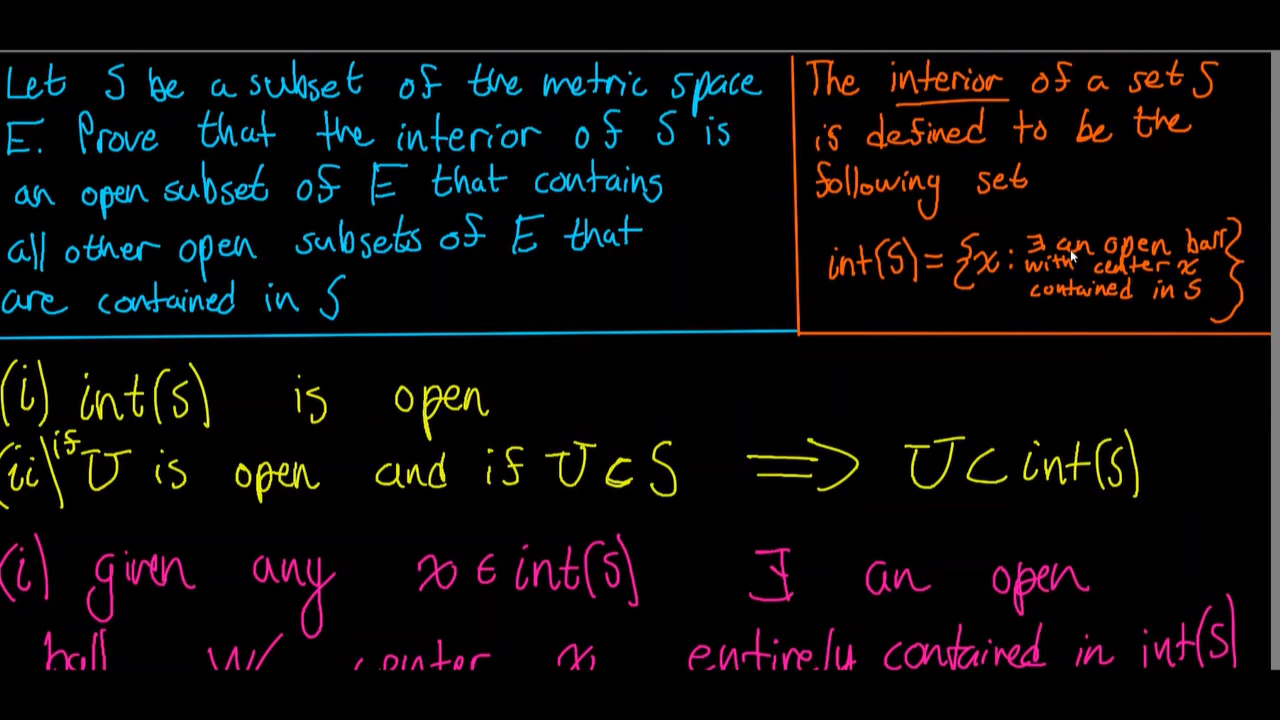 Let S be a subset of the metric space
E. Prove that the interior of S is
an open subset of E that contains
all other open subsets of E that
are contained in S
The interior of a set S
is defined to be the
following set
int(S) = {x : ∃ an open ball
with center x
contained in S}
(i) int(S) is open
(ii) if U is open and if U ⊂ S ⟹ U ⊂ int(S)
(i) given any x ∈ int(S) ∃ an open
ball w/ center x entirely contained in int(S)